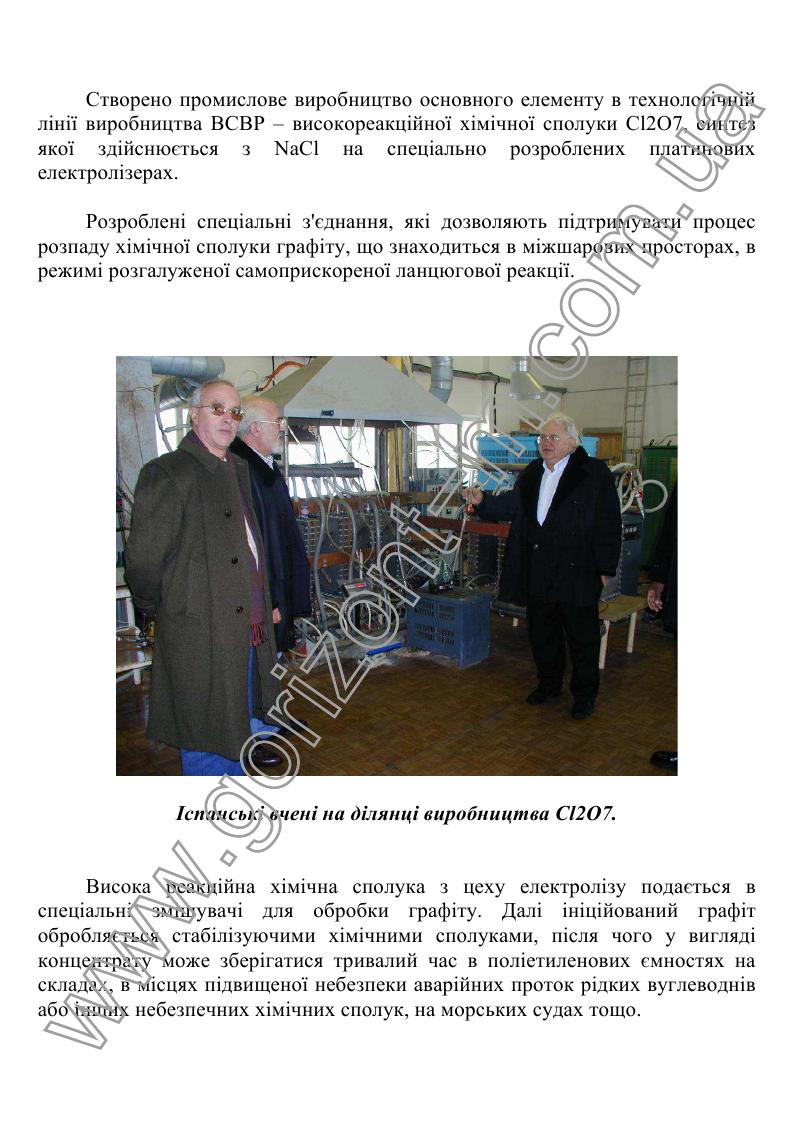 Створено промислове виробництво основного елементу в технологічній
лінії виробництва ВСВР – високореакційної хімічної сполуки Cl2O7, синтез
якої здійснюється з NaCl на спеціально розроблених платинових
електролізерах.
Розроблені спеціальні з'єднання, які дозволяють підтримувати процес
розпаду хімічної сполуки графіту, що знаходиться в міжшарових просторах, в
режимі розгалуженої самоприскореної ланцюгової реакції.
www.gorizont-zm.com.ua
Іспанські вчені на ділянці виробництва Cl2O7.
Висока реакційна хімічна сполука з цеху електролізу подається в
спеціальні змішувачі для обробки графіту. Далі ініційований графіт
обробляється стабілізуючими хімічними сполуками, після чого у вигляді
концентрату може зберігатися тривалий час в поліетиленових ємностях на
складах, в місцях підвищеної небезпеки аварійних проток рідких вуглеводнів
або інших небезпечних хімічних сполук, на морських судах тощо.